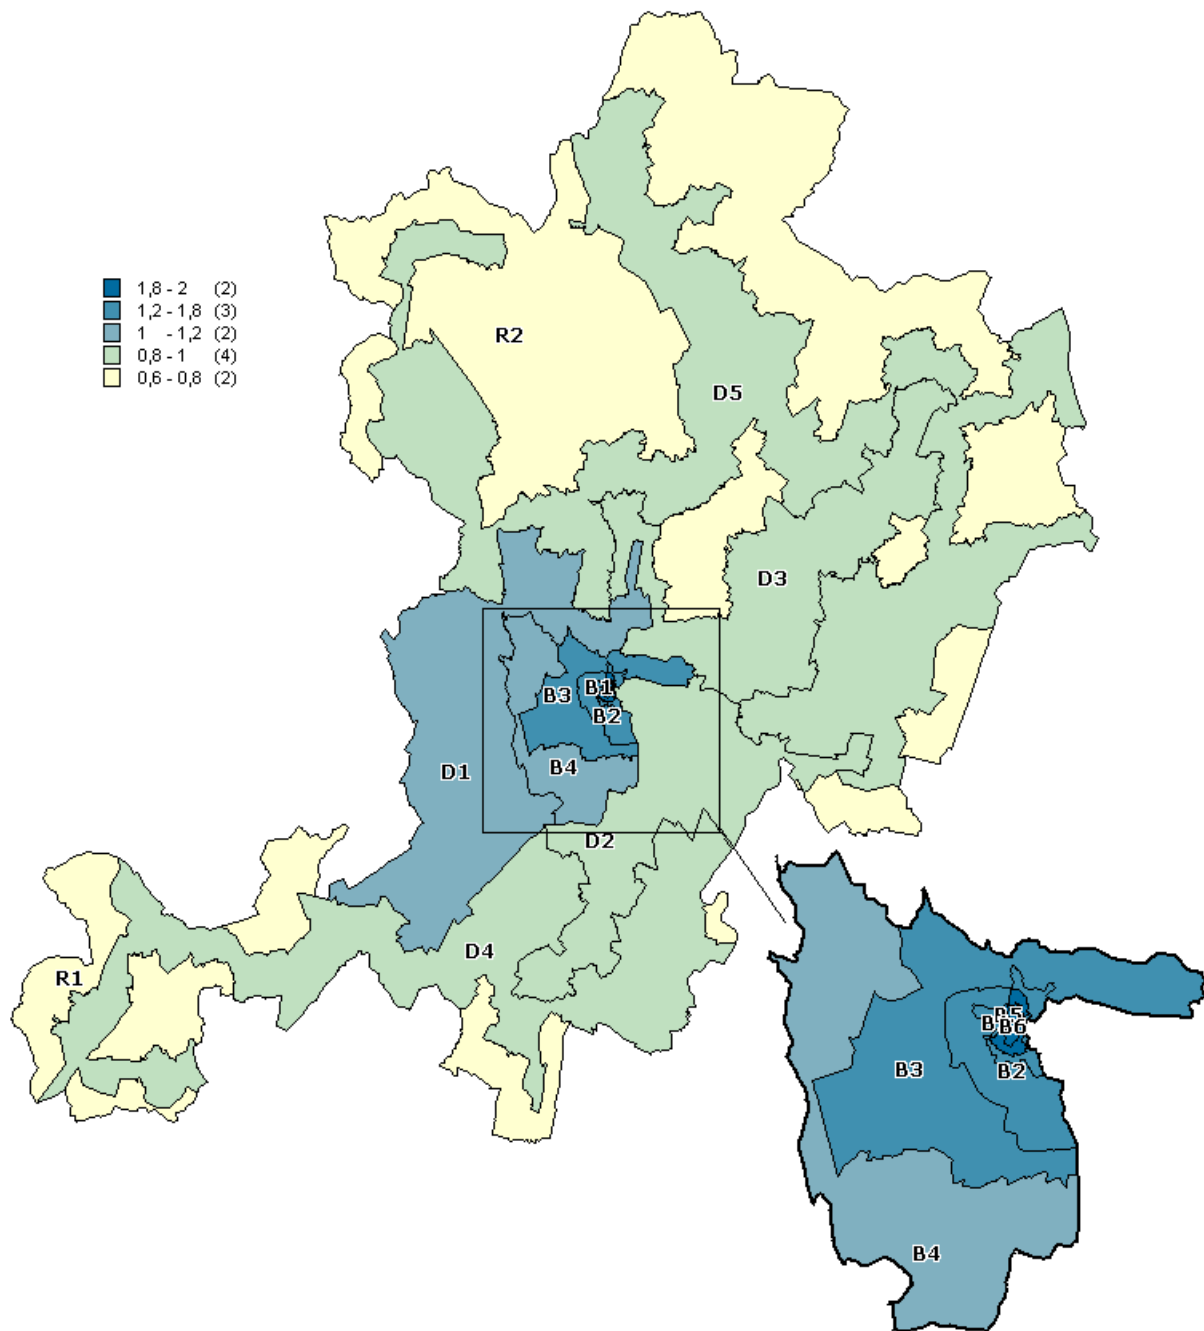 R2
1,8 - 2 (2)
1,2 - 1,8 (3)
1 - 1,2 (2)
0,8 - 1 (4)
0,6 - 0,8 (2)
D5
D3
B1
B3
B2
B4
D1
D2
D4
R1
B5
B
B6
B3
B2
B4